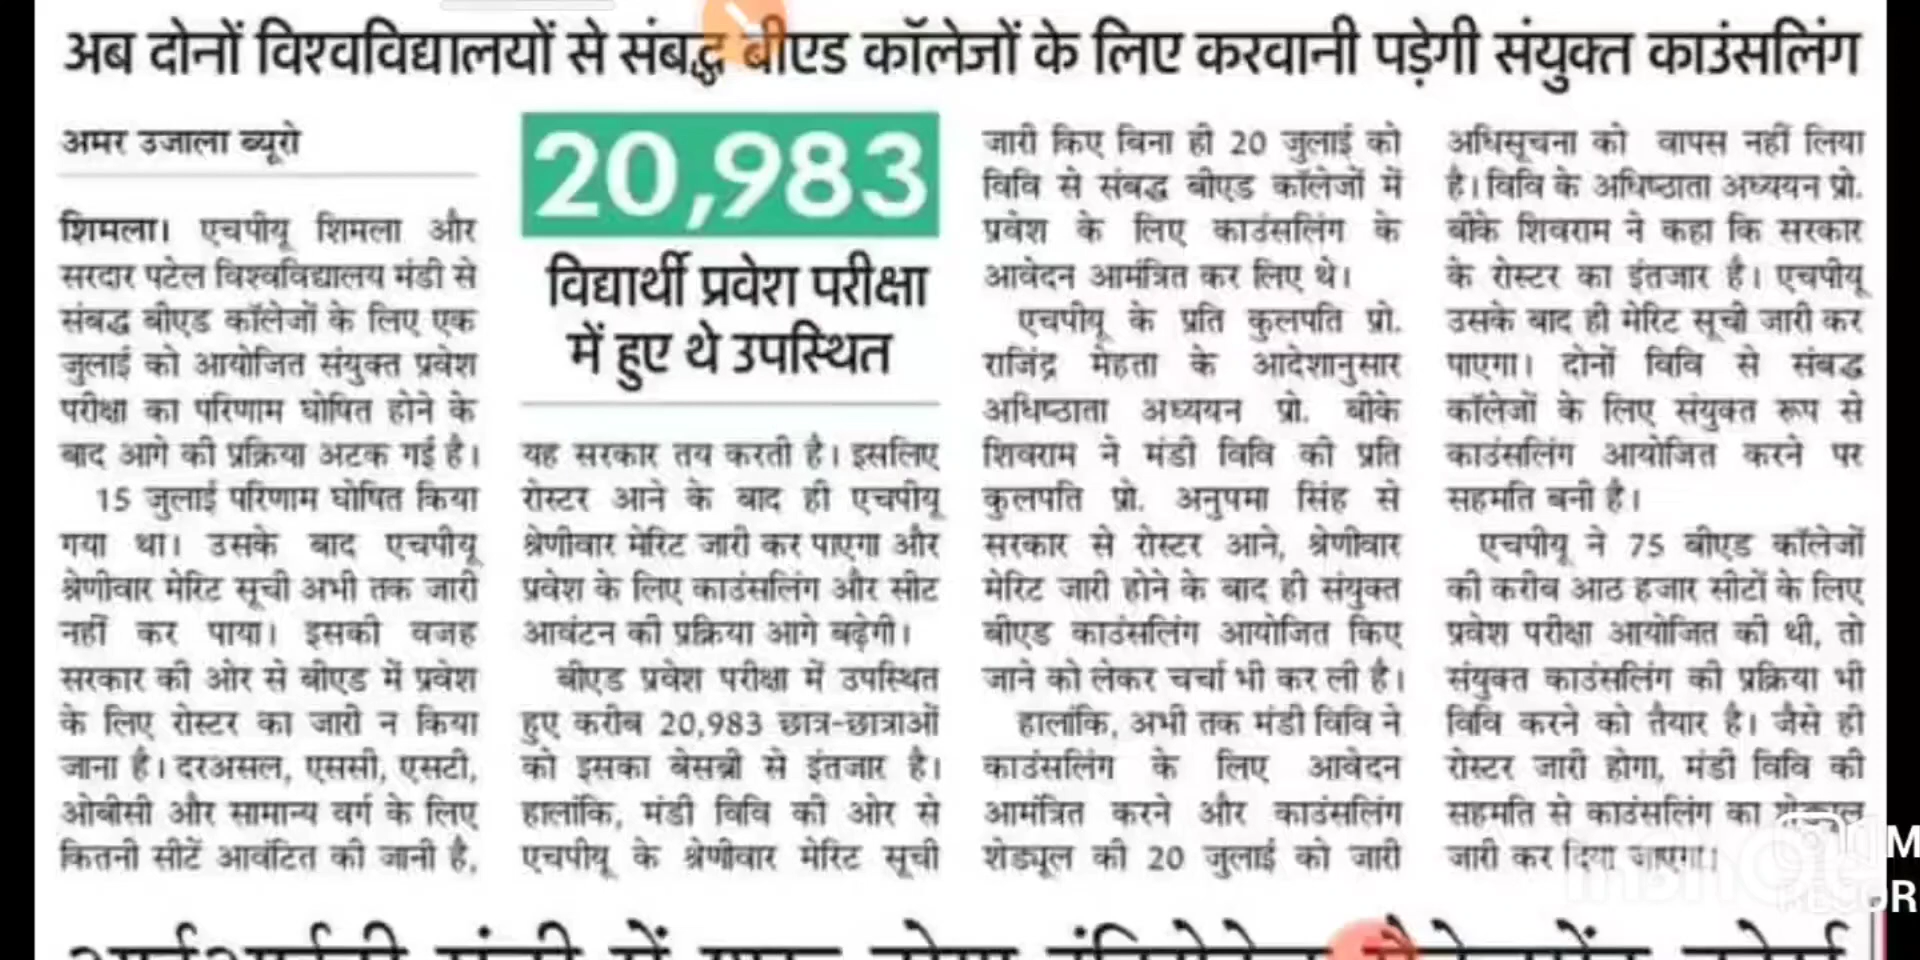 अब दोनों विश्वविद्यालयों से संबद्ध बीएड कॉलेजों के लिए करवानी पड़ेगी संयुक्त काउंसलिंग
अमर उजाला ब्यूरो
शिमला। एचपीयू शिमला और
सरदार पटेल विश्वविद्यालय मंडी से
संबद्ध बीएड कॉलेजों के लिए एक
जुलाई को आयोजित संयुक्त प्रवेश
परीक्षा का परिणाम घोषित होने के
बाद आगे की प्रक्रिया अटक गई है।
15 जुलाई परिणाम घोषित किया
गया था। उसके बाद एचपीयू
श्रेणीवार मेरिट सूची अभी तक जारी
नहीं कर पाया। इसकी वजह
सरकार की ओर से बीएड में प्रवेश
के लिए रोस्टर का जारी न किया
जाना है। दरअसल, एससी, एसटी,
ओबीसी और सामान्य वर्ग के लिए
कितनी सीटें आवंटित की जानी है,
20,983
विद्यार्थी प्रवेश परीक्षा
में हुए थे उपस्थित
यह सरकार तय करती है। इसलिए
रोस्टर आने के बाद ही एचपीयू
श्रेणीवार मेरिट जारी कर पाएगा और
प्रवेश के लिए काउंसलिंग और सीट
आवंटन की प्रक्रिया आगे बढ़ेगी।
बीएड प्रवेश परीक्षा में उपस्थित
हुए करीब 20,983 छात्र-छात्राओं
को इसका बेसब्री से इंतजार है।
हालांकि, मंडी विवि की ओर से
एचपीयू के श्रेणीवार मेरिट सूची
जारी किए बिना ही 20 जुलाई को
विवि से संबद्ध बीएड कॉलेजों में
प्रवेश के लिए काउंसलिंग के
आवेदन आमंत्रित कर लिए थे।
एचपीयू के प्रति कुलपति प्रो.
राजिंद्र मेहता के आदेशानुसार
अधिष्ठाता अध्ययन प्रो. बीके
शिवराम ने मंडी विवि की प्रति
कुलपति प्रो. अनुपमा सिंह से
सरकार से रोस्टर आने, श्रेणीवार
मेरिट जारी होने के बाद ही संयुक्त
बीएड काउंसलिंग आयोजित किए
जाने को लेकर चर्चा भी कर ली है।
हालांकि, अभी तक मंडी विवि ने
काउंसलिंग के लिए आवेदन
आमंत्रित करने और काउंसलिंग
शेड्यूल की 20 जुलाई को जारी
अधिसूचना को वापस नहीं लिया
है। विवि के अधिष्ठाता अध्ययन प्रो.
बीके शिवराम ने कहा कि सरकार
के रोस्टर का इंतजार है। एचपीयू
उसके बाद ही मेरिट सूची जारी कर
पाएगा। दोनों विवि से संबद्ध
कॉलेजों के लिए संयुक्त रूप से
काउंसलिंग आयोजित करने पर
सहमति बनी है।
एचपीयू ने 75 बीएड कॉलेजों
की करीब आठ हजार सीटों के लिए
प्रवेश परीक्षा आयोजित की थी, तो
संयुक्त काउंसलिंग की प्रक्रिया भी
विवि करने को तैयार है। जैसे ही
रोस्टर जारी होगा, मंडी विवि की
सहमति से काउंसलिंग का शेड्यूल
जारी कर दिया जाएगा।